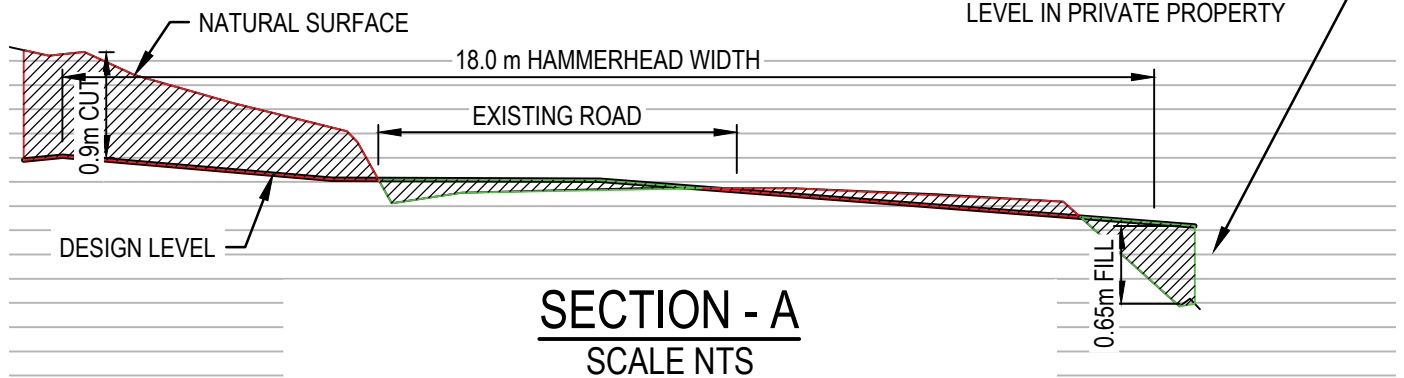 NATURAL SURFACE
LEVEL IN PRIVATE PROPERTY
18.0 m HAMMERHEAD WIDTH
0.9m CUT
EXISTING ROAD
DESIGN LEVEL
0.65m FILL
SECTION - A
SCALE NTS